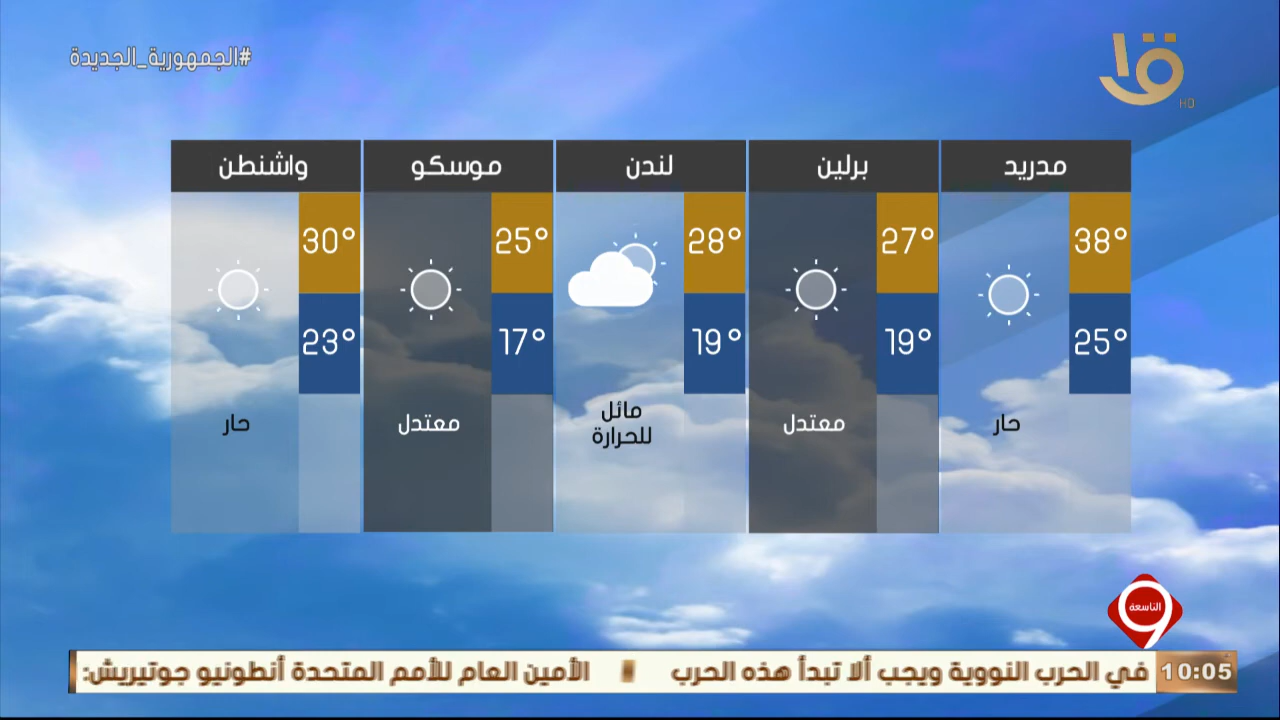 #الجمهورية_الجديدة
HD
مدريد
38°
25°
حار
برلين
27°
19°
معتدل
لندن
28°
19°
مائل
للحرارة
موسكو
25°
17°
معتدل
واشنطن
30°
23°
حار
التاسعة
9
10:05
في الحرب النووية ويجب ألا تبدأ هذه الحرب
الأمين العام للأمم المتحدة أنطونيو جوتيريش: